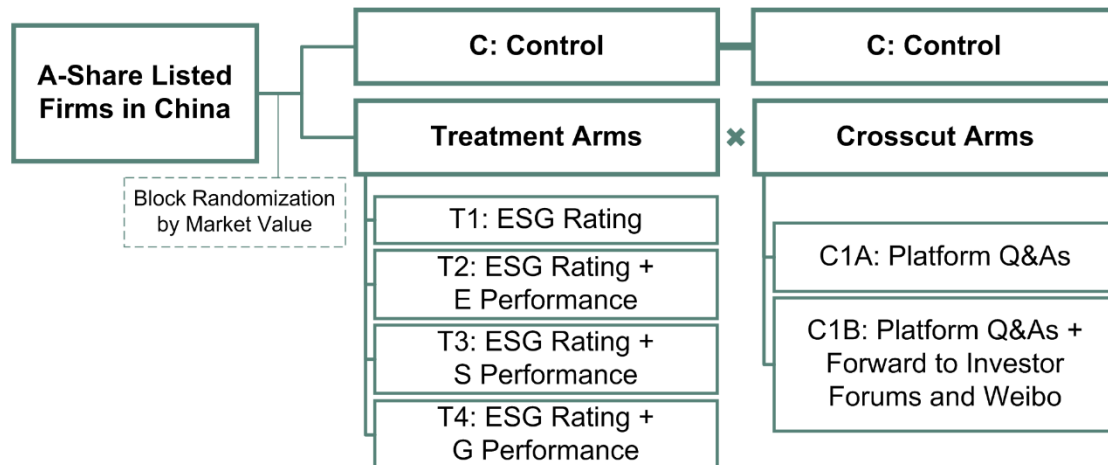 A-Share Listed
Firms in China
Block Randomization
by Market Value
C: Control
C: Control
Treatment Arms
×
Crosscut Arms
T1: ESG Rating
T2: ESG Rating +
E Performance
T3: ESG Rating +
S Performance
T4: ESG Rating +
G Performance
C1A: Platform Q&As
C1B: Platform Q&As +
Forward to Investor
Forums and Weibo